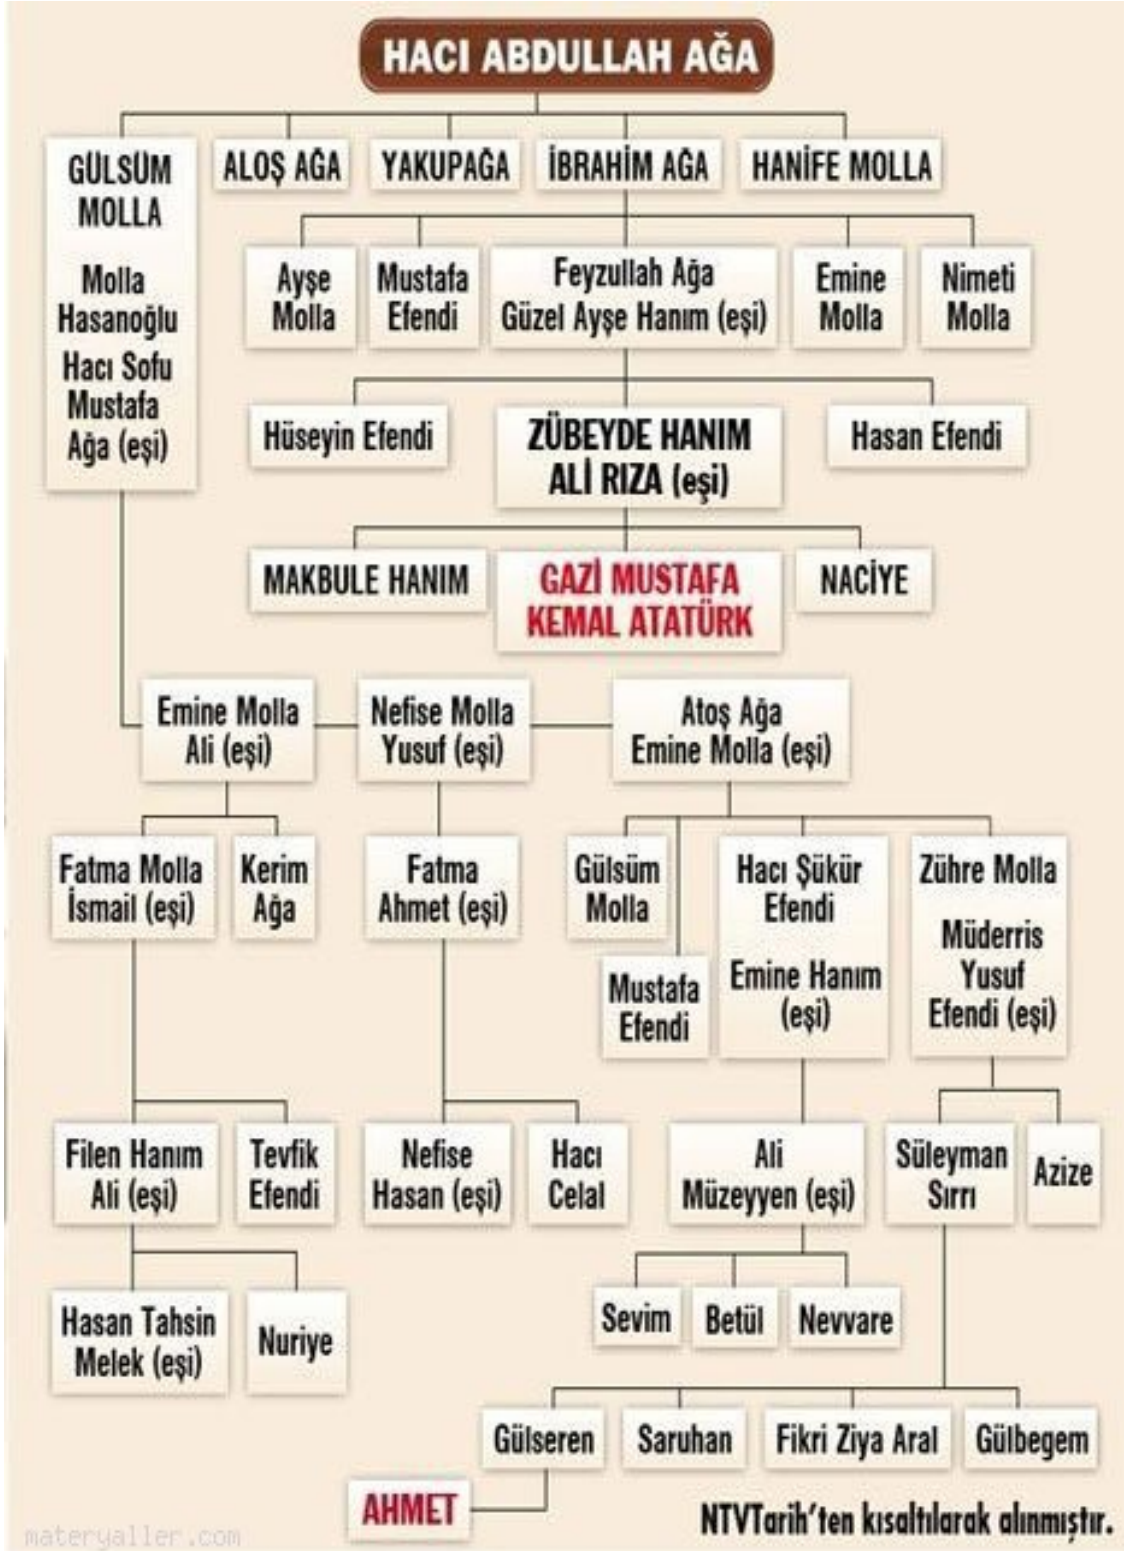 HACI ABDULLAH AĞA
GÜLSÜM
MOLLA
Molla
Hasanoğlu
Hacı Sofu
Mustafa
Ağa (eşi)
ALOŞ AĞA
YAKUPAĞA
İBRAHİM AĞA
HANİFE MOLLA
Ayşe
Molla
Mustafa
Efendi
Feyzullah Ağa
Güzel Ayşe Hanım (eşi)
Emine
Molla
Nimeti
Molla
Hüseyin Efendi
ZÜBEYDE HANIM
ALİ RIZA (eşi)
Hasan Efendi
MAKBULE HANIM
GAZİ MUSTAFA
KEMAL ATATÜRK
NACİYE
Emine Molla
Ali (eşi)
Nefise Molla
Yusuf (eşi)
Atoş Ağa
Emine Molla (eşi)
Fatma Molla
İsmail (eşi)
Kerim
Ağa
Fatma
Ahmet (eşi)
Gülsüm
Molla
Mustafa
Efendi
Hacı Şükür
Efendi
Emine Hanım
(eşi)
Zühre Molla
Müderris
Yusuf
Efendi (eşi)
Filen Hanım
Ali (eşi)
Tevfik
Efendi
Nefise
Hasan (eşi)
Hacı
Celal
Ali
Müzeyyen (eşi)
Süleyman
Sırrı
Azize
Hasan Tahsin
Melek (eşi)
Nuriye
Sevim
Betül
Nevvare
Gülseren
Saruhan
Fikri Ziya Aral
Gülbegem
AHMET
NTVTarih'ten kısaltılarak alınmıştır.
materyaller.com